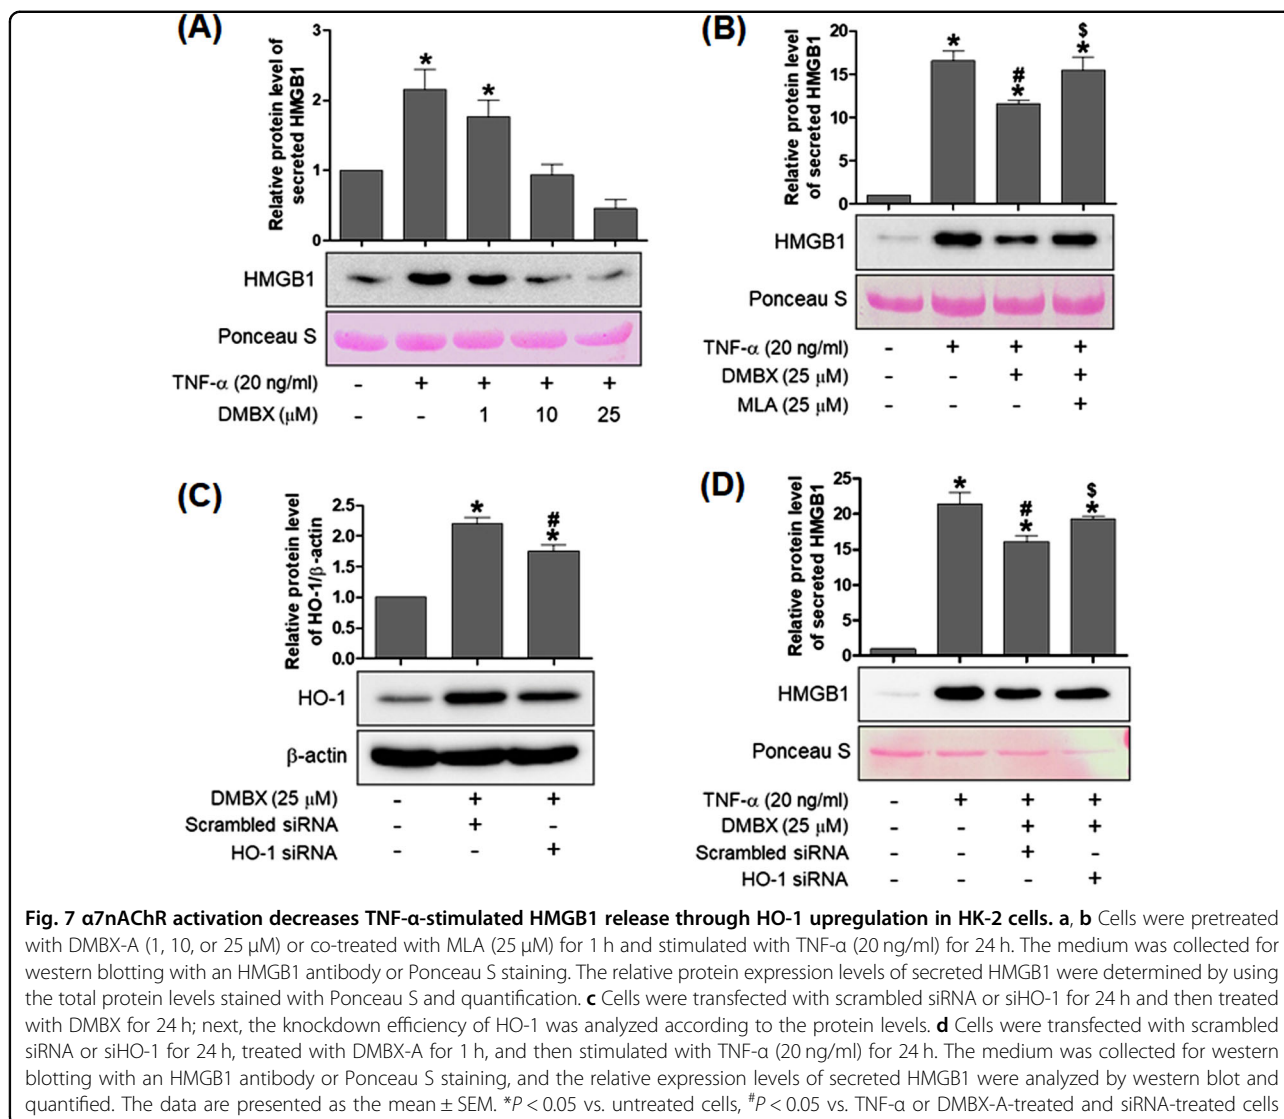 (A)
Relative protein level of
secreted HMGB1
3
2
1
0
* *
HMGB1
Ponceau S
TNF-α (20 ng/ml) - + + + +
DMBX (μM) - - 1 10 25
(B)
Relative protein level
of secreted HMGB1
20
15
10
5
0
*
#
*
$
*
HMGB1
Ponceau S
TNF-α (20 ng/ml) - + + +
DMBX (25 μM) - - + +
MLA (25 μM) - - - +
(C)
Relative protein level
of HO-1/β-actin
2.5
2.0
1.5
1.0
0.5
0.0
*
#
*
HO-1
β-actin
DMBX (25 μM) - + +
Scrambled siRNA - + -
HO-1 siRNA - - +
(D)
Relative protein level
of secreted HMGB1
25
20
15
10
5
0
*
#
*
$
*
HMGB1
Ponceau S
TNF-α (20 ng/ml) - + + +
DMBX (25 μM) - - + +
Scrambled siRNA - - + -
HO-1 siRNA - - - +
Fig. 7 α7nAChR activation decreases TNF-α-stimulated HMGB1 release through HO-1 upregulation in HK-2 cells. a, b Cells were pretreated
with DMBX-A (1, 10, or 25 μM) or co-treated with MLA (25 μM) for 1 h and stimulated with TNF-α (20 ng/ml) for 24 h. The medium was collected for
western blotting with an HMGB1 antibody or Ponceau S staining. The relative protein expression levels of secreted HMGB1 were determined by using
the total protein levels stained with Ponceau S and quantification. c Cells were transfected with scrambled siRNA or siHO-1 for 24 h and then treated
with DMBX for 24 h; next, the knockdown efficiency of HO-1 was analyzed according to the protein levels. d Cells were transfected with scrambled
siRNA or siHO-1 for 24 h, treated with DMBX-A for 1 h, and then stimulated with TNF-α (20 ng/ml) for 24 h. The medium was collected for western
blotting with an HMGB1 antibody or Ponceau S staining, and the relative expression levels of secreted HMGB1 were analyzed by western blot and
quantified. The data are presented as the mean ± SEM. *P < 0.05 vs. untreated cells, #P < 0.05 vs. TNF-α or DMBX-A-treated and siRNA-treated cells